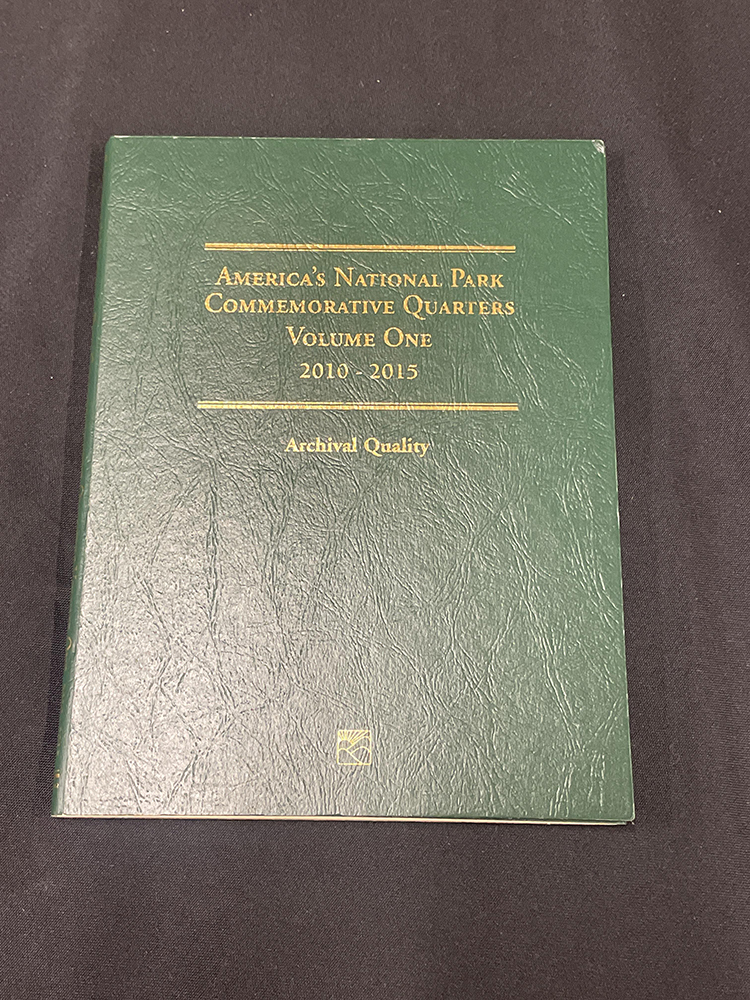 America's National Park
Commemorative Quarters
Volume One
2010 - 2015
Archival Quality